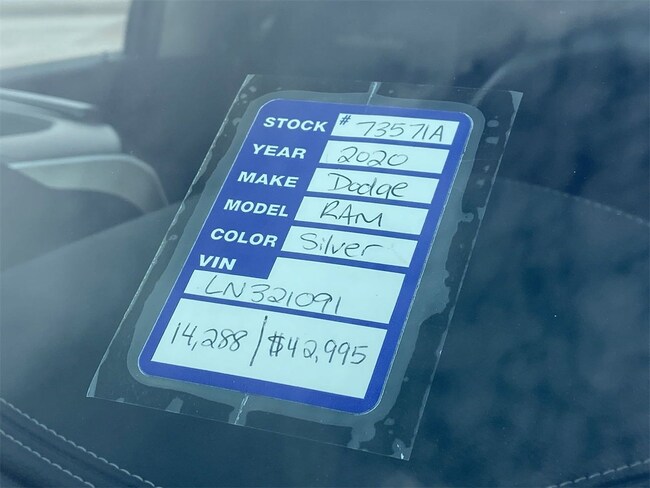 STOCK # 73571A
YEAR 2020
MAKE Dodge
MODEL RAM
COLOR Silver
VIN
LN321091
14,288 / $42,995